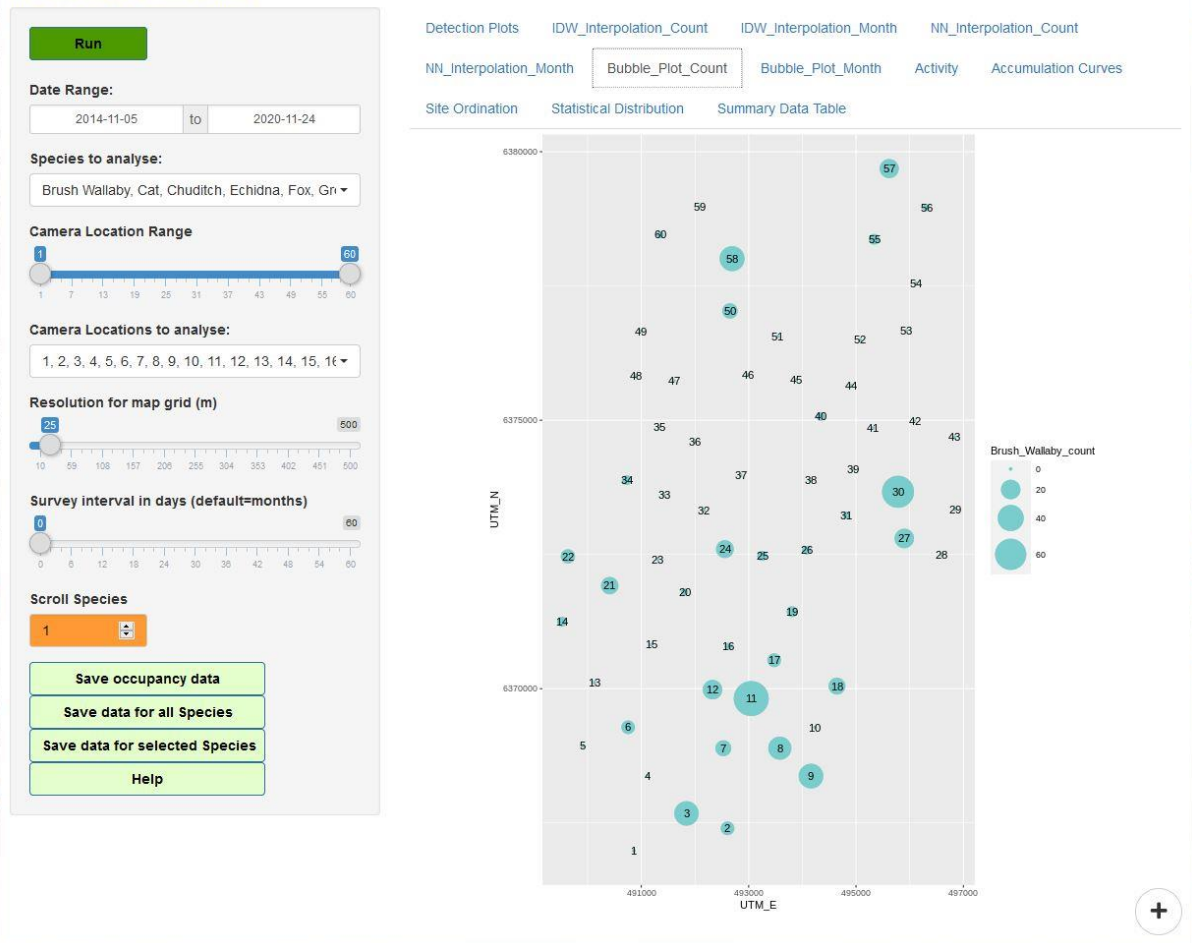 Run
Date Range:
2014-11-05 to 2020-11-24
Species to analyse:
Brush Wallaby, Cat, Chuditch, Echidna, Fox, Gr
Camera Location Range
1 60
1 7 13 19 25 31 37 43 49 55 60
Camera Locations to analyse:
1, 2, 3, 4, 5, 6, 7, 8, 9, 10, 11, 12, 13, 14, 15, 16
Resolution for map grid (m)
25 500
10 59 108 157 206 255 304 353 402 451 500
Survey interval in days (default=months)
0 60
0 6 12 18 24 30 36 42 48 54 60
Scroll Species
1
Save occupancy data
Save data for all Species
Save data for selected Species
Help
Detection Plots IDW_Interpolation_Count IDW_Interpolation_Month NN_Interpolation_Count
NN_Interpolation_Month Bubble_Plot_Count Bubble_Plot_Month Activity Accumulation Curves
Site Ordination Statistical Distribution Summary Data Table
6380000
57
59 56
60 55
58
54
50
49 51 52 53
48 47 46 45 44
6375000
40
35 41 42
36 43
37 39
34 38
33 30
32 31 29
27
24 26
22 23 25 28
21 20
14 19
15 16
17
6370000
13 12 11 18
6 10
5 7 8
4 9
3
2
1
491000 493000 495000 497000
UTM_E
UTM_N
Brush_Wallaby_count
0
20
40
60
+